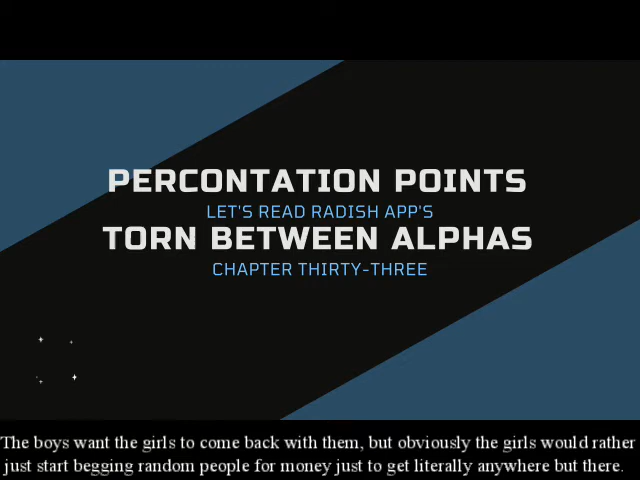 PERCONTATION POINTS
LET'S READ RADISH APP'S
TORN BETWEEN ALPHAS
CHAPTER THIRTY-THREE
The boys want the girls to come back with them, but obviously the girls would rather
just start begging random people for money just to get literally anywhere but there.